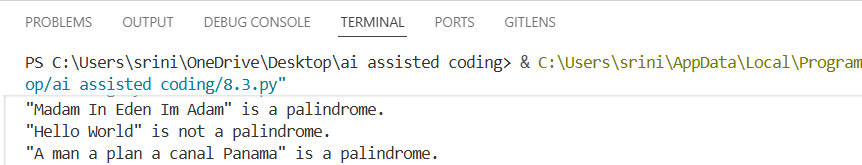 PROBLEMS OUTPUT DEBUG CONSOLE TERMINAL PORTS GITLENS
PS C:\Users\srini\OneDrive\Desktop\ai assisted coding> & C:\Users\srini\AppData\Local\Program
op/ai assisted coding/8.3.py"
"Madam In Eden Im Adam" is a palindrome.
"Hello World" is not a palindrome.
"A man a plan a canal Panama" is a palindrome.